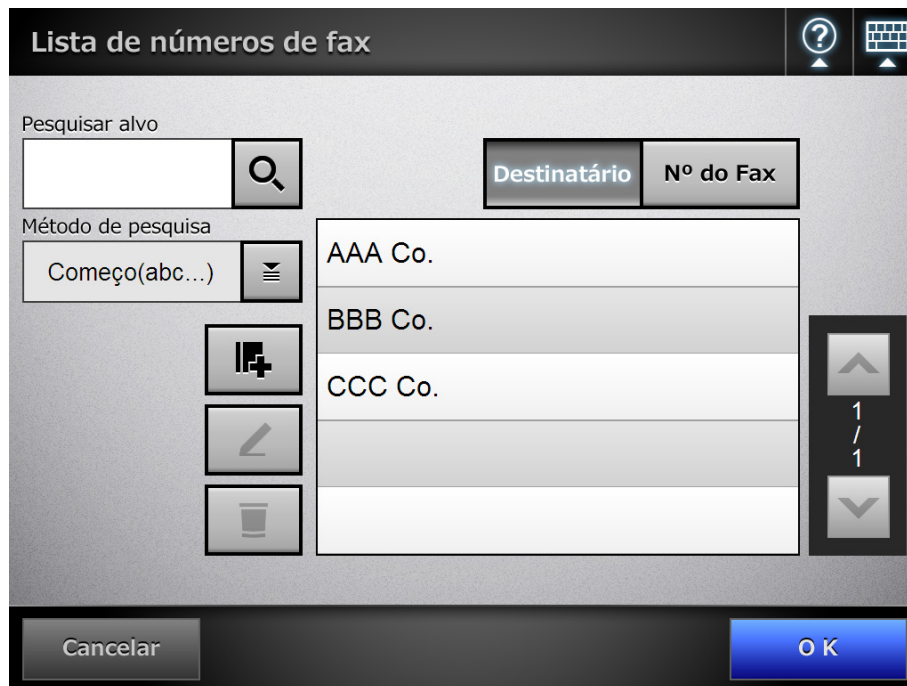 Lista de números de fax
?
Pesquisar alvo
Destinatário
Nº do Fax
Método de pesquisa
Começo(abc...)
AAA Co.
BBB Co.
CCC Co.
1
/
1
Cancelar
O K